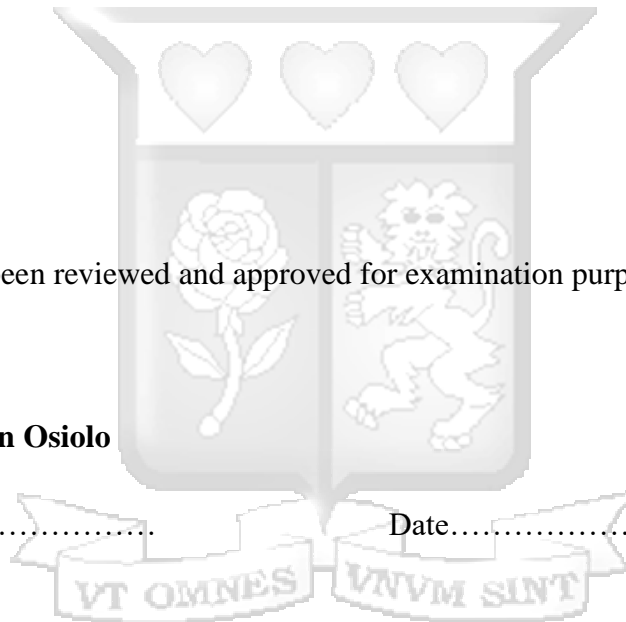 een reviewed and approved for examination purp
n Osiolo
……………… Date………………
VT OMNES VNVM SINT